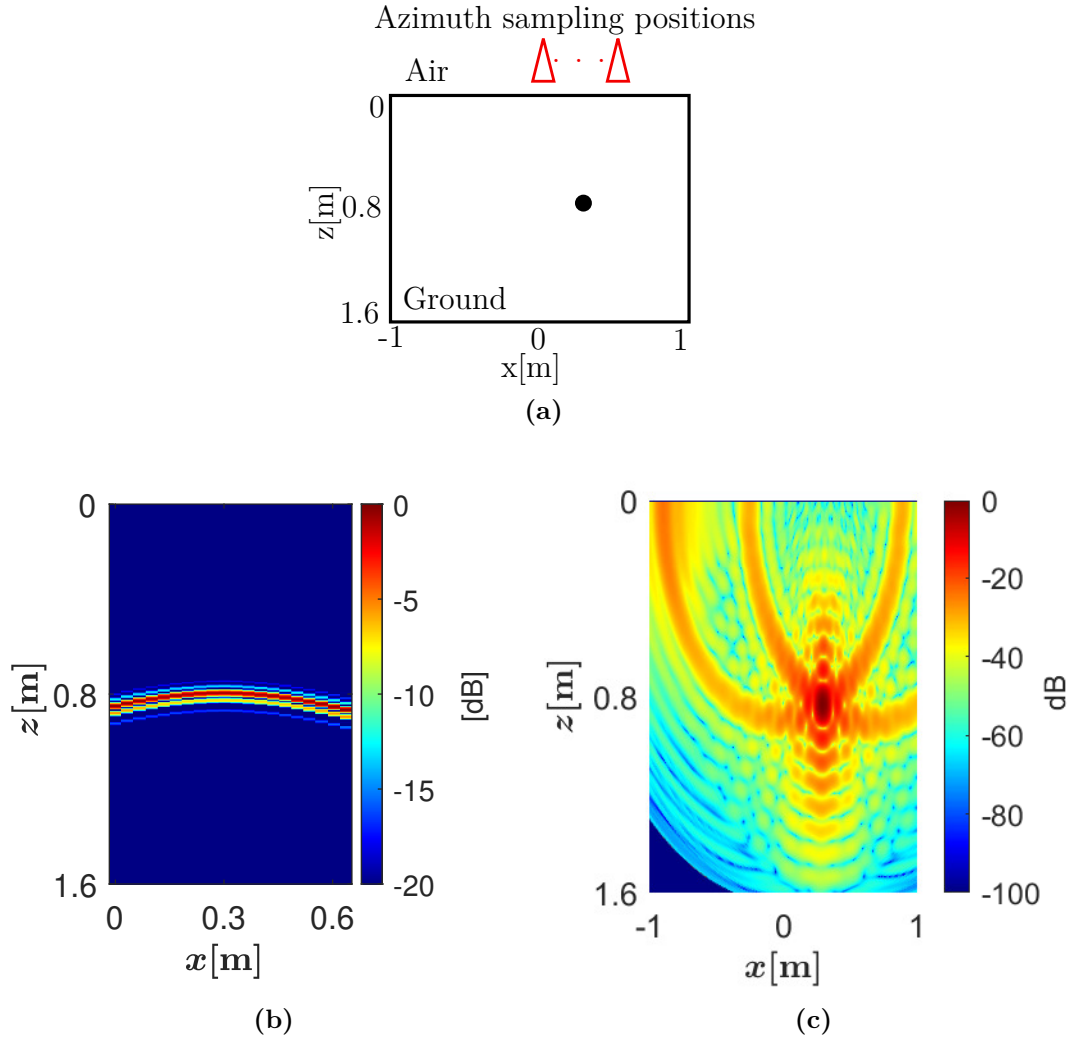 Azimuth sampling positions
Air
0
z[m]
0.8
Ground
1.6
-1
0
1
x[m]
(a)
0
0.8
1.6
z[m]
0
0.3
0.6
x[m]
0
-5
-10
-15
-20
[dB]
(b)
0
0.8
1.6
z[m]
-1
0
1
x[m]
0
-20
-40
-60
-80
-100
dB
(c)